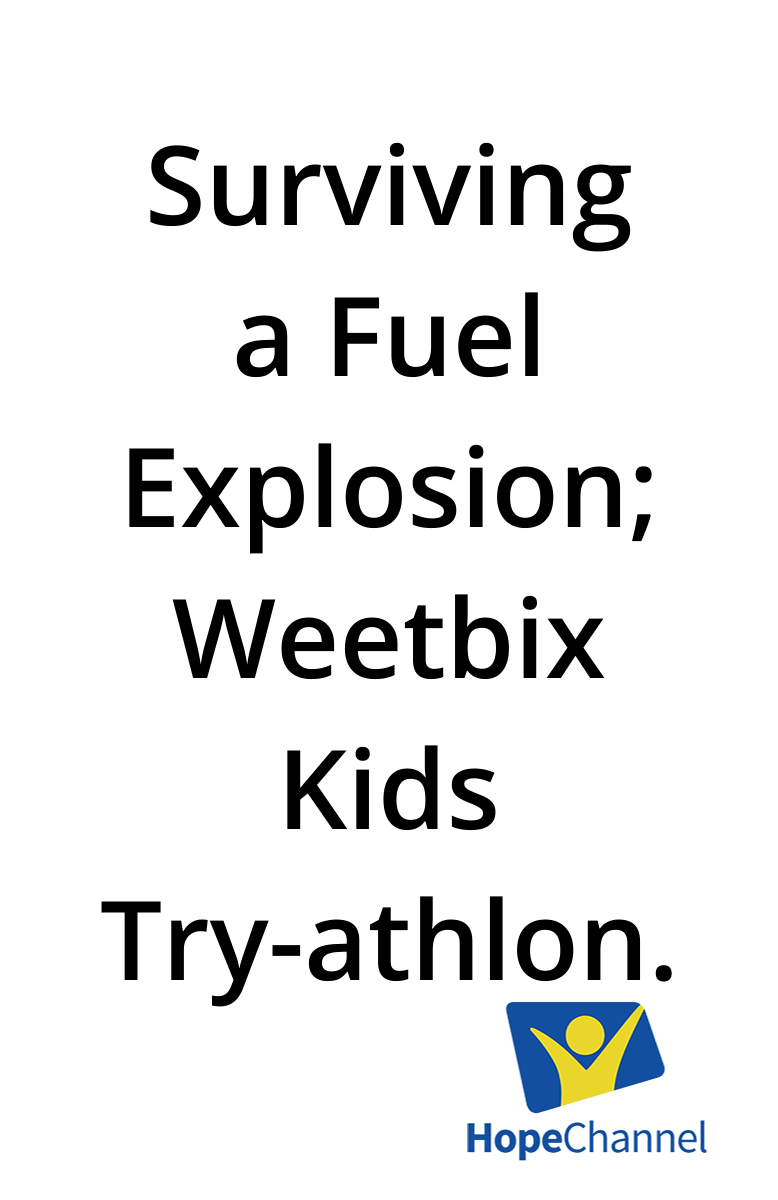 Surviving
a Fuel
Explosion;
Weetbix
Kids
Try-athlon.
HopeChannel